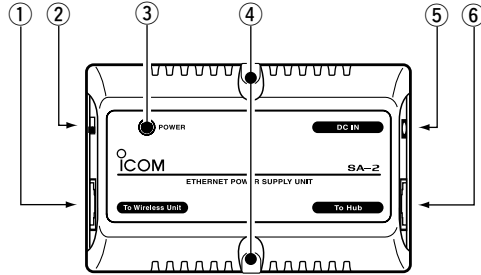 ① ② ③ ④ ⑤ ⑥
POWER DC IN
ICOM SA-2
ETHERNET POWER SUPPLY UNIT
To Wireless Unit To Hub